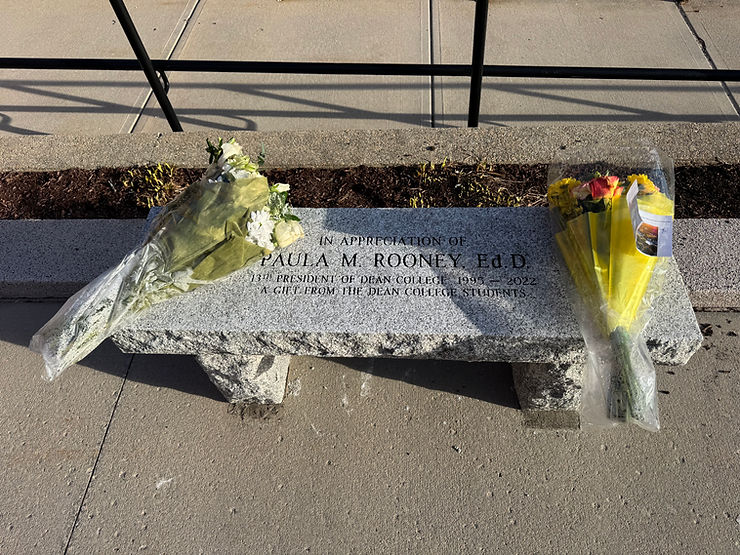 IN APPRECIATION OF
PAULA M. ROONEY, Ed.D.
13TH PRESIDENT OF DEAN COLLEGE 1995 – 2022
A GIFT FROM THE DEAN COLLEGE STUDENTS